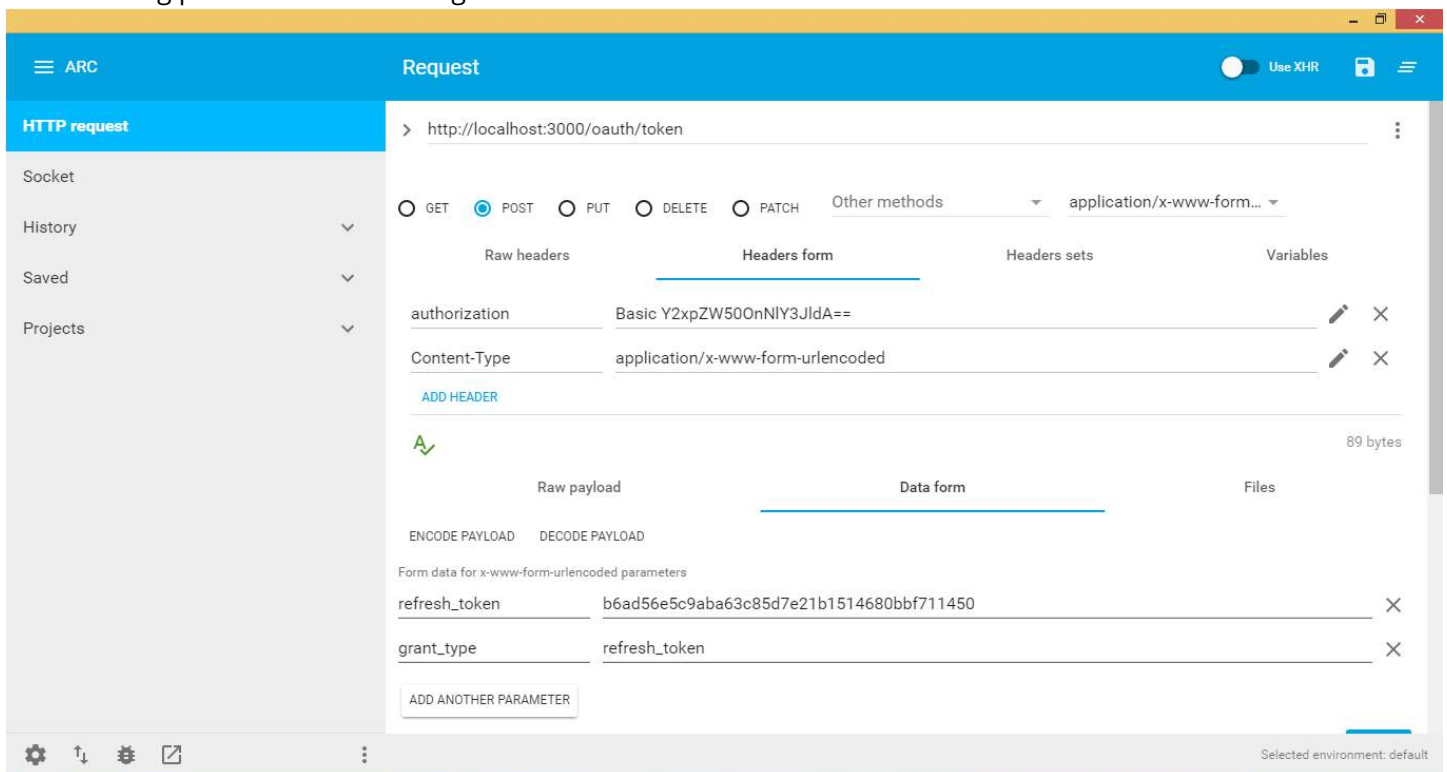 ARC
Request
Use XHR
HTTP request
Socket
History
Saved
Projects
http://localhost:3000/oauth/token
GET POST PUT DELETE PATCH Other methods application/x-www-form...
Raw headers Headers form Headers sets Variables
authorization Basic Y2xpZW50OnNlY3JldA==
Content-Type application/x-www-form-urlencoded
ADD HEADER
89 bytes
Raw payload Data form Files
ENCODE PAYLOAD DECODE PAYLOAD
Form data for x-www-form-urlencoded parameters
refresh_token b6ad56e5c9aba63c85d7e21b1514680bbf711450
grant_type refresh_token
ADD ANOTHER PARAMETER
Selected environment: default